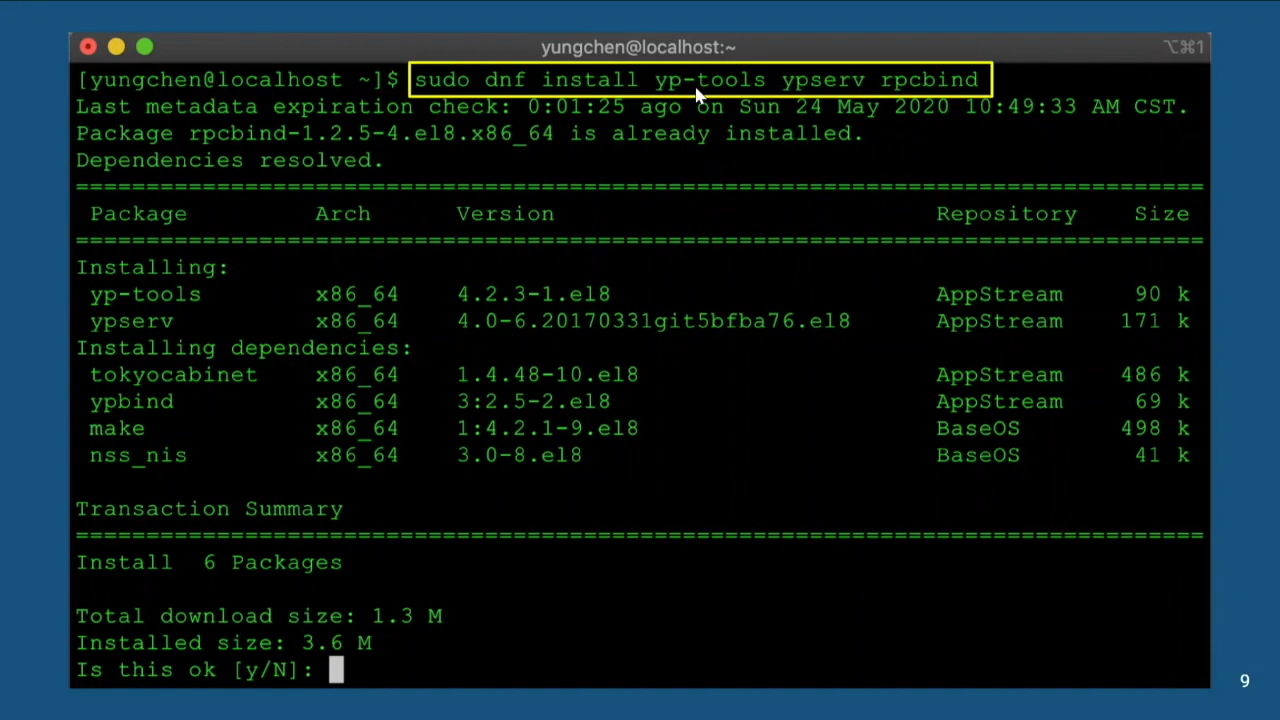 yungchen@localhost:~
⌥⌘1
[yungchen@localhost ~]$ sudo dnf install yp-tools ypserv rpcbind
Last metadata expiration check: 0:01:25 ago on Sun 24 May 2020 10:49:33 AM CST.
Package rpcbind-1.2.5-4.el8.x86_64 is already installed.
Dependencies resolved.
================================================================================
Package Arch Version Repository Size
================================================================================
Installing:
yp-tools x86_64 4.2.3-1.el8 AppStream 90 k
ypserv x86_64 4.0-6.20170331git5bfba76.el8 AppStream 171 k
Installing dependencies:
tokyocabinet x86_64 1.4.48-10.el8 AppStream 486 k
ypbind x86_64 3:2.5-2.el8 AppStream 69 k
make x86_64 1:4.2.1-9.el8 BaseOS 498 k
nss_nis x86_64 3.0-8.el8 BaseOS 41 k
Transaction Summary
================================================================================
Install 6 Packages
Total download size: 1.3 M
Installed size: 3.6 M
Is this ok [y/N]:
9